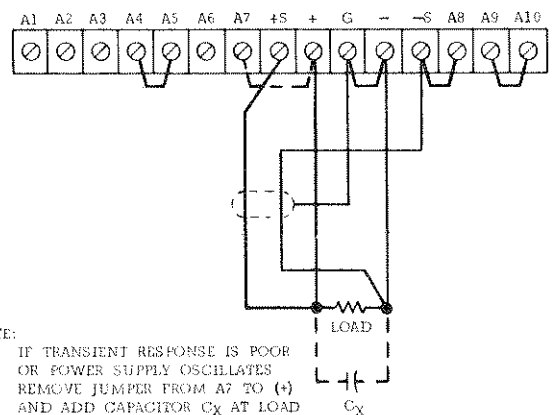 A1 A2 A3 A4 A5 A6 A7 +S + G − −S A8 A9 A10
LOAD
TE:
IF TRANSIENT RESPONSE IS POOR
OR POWER SUPPLY OSCILLATES
REMOVE JUMPER FROM A7 TO (+)
AND ADD CAPACITOR CX AT LOAD
CX